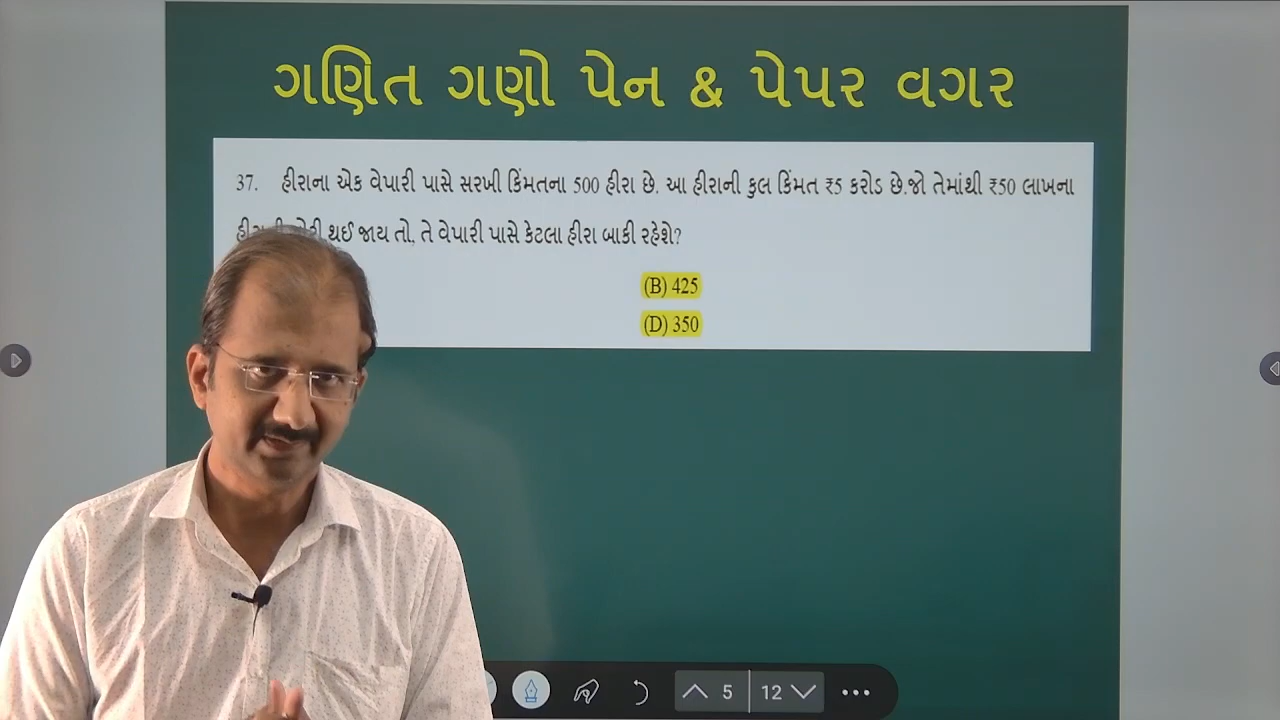 ગણિત ગણો પેન & પેપર વગર
37. હીરાના એક વેપારી પાસે સરખી કિંમતના 500 હીરા છે. આ હીરાની કુલ કિંમત ₹5 કરોડ છે.જો તેમાંથી ₹50 લાખના
થઈ જાય તો, તે વેપારી પાસે કેટલા હીરા બાકી રહેશે?
(B) 425
(D) 350
5 12